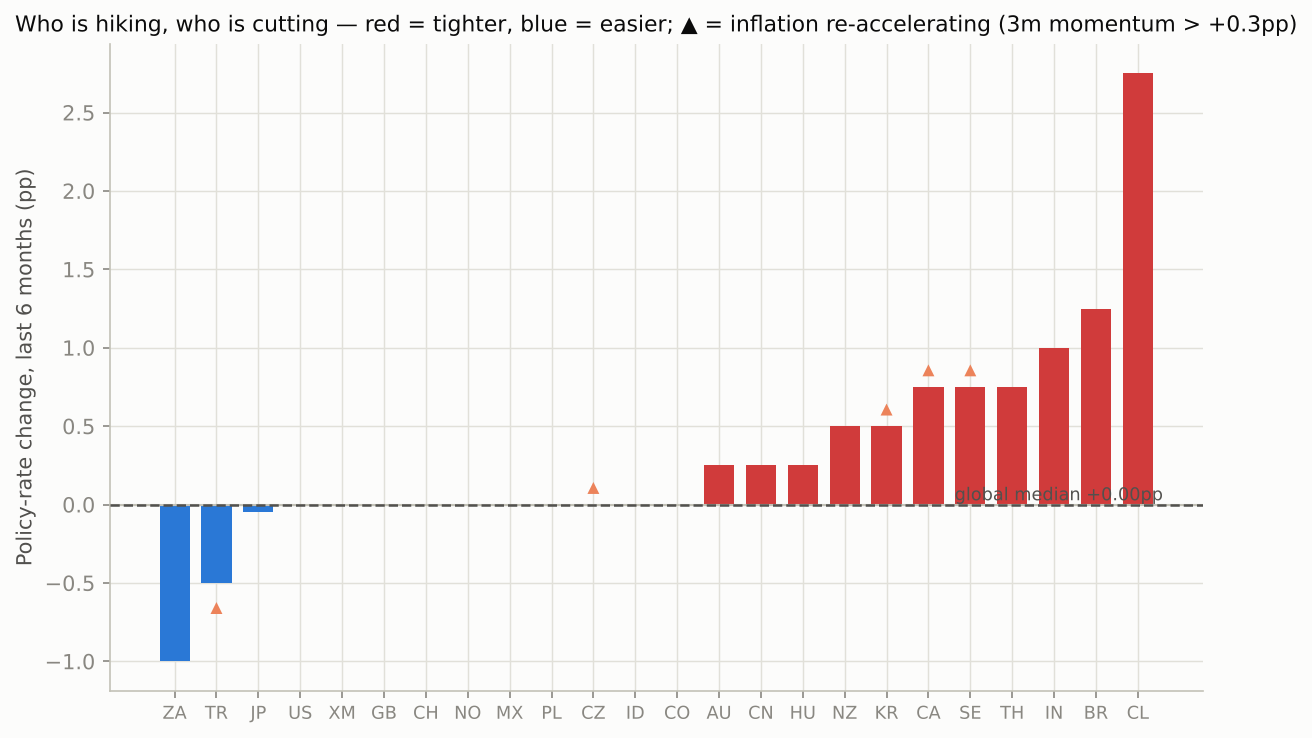 Who is hiking, who is cutting — red = tighter, blue = easier; ▲ = inflation re-accelerating (3m momentum > +0.3pp)
Policy-rate change, last 6 months (pp)
2.5
2.0
1.5
1.0
0.5
0.0
−0.5
−1.0
global median +0.00pp
ZA TR JP US XM GB CH NO MX PL CZ ID CO AU CN HU NZ KR CA SE TH IN BR CL